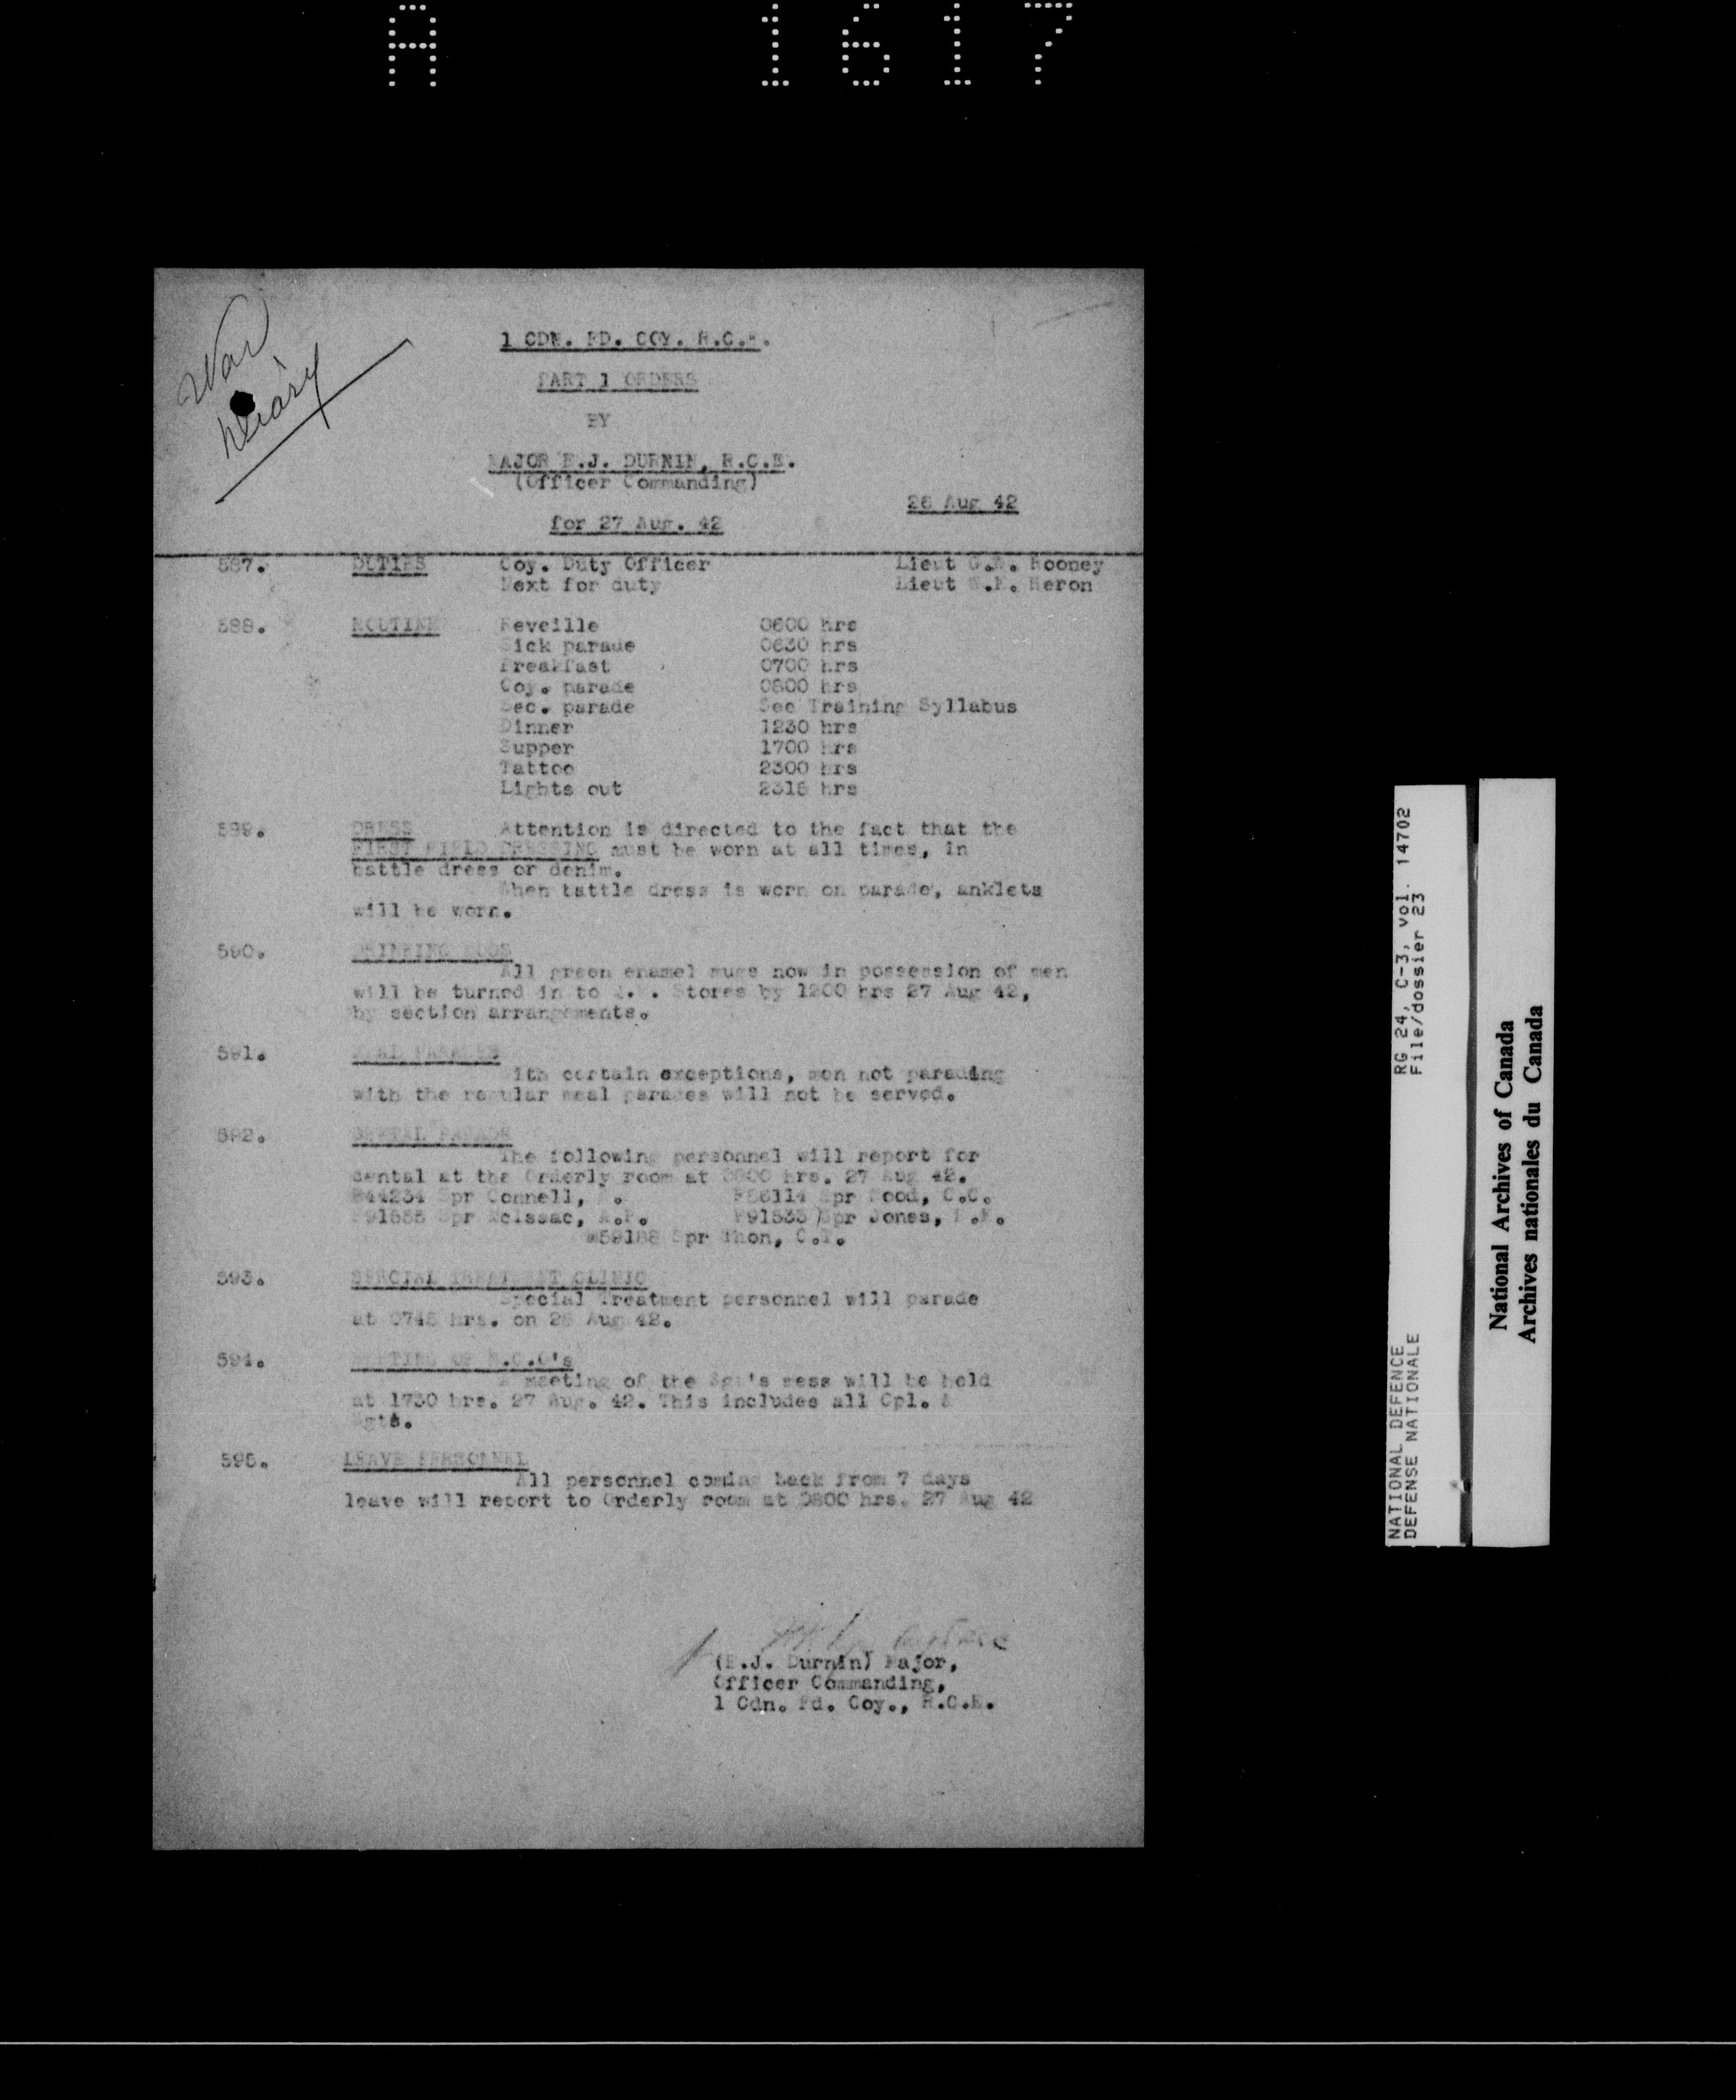 A 1617
War
Diary
1 CDN. FD. COY. R.C.E.
PART 1 ORDERS
BY
MAJOR E.J. DURNIN, R.C.E.
(Officer Commanding)
26 Aug 42
for 27 Aug. 42
587. DUTIES Coy. Duty Officer Lieut Rooney
Next for duty Lieut Heron
588. ROUTINE Reveille 0600 hrs
Sick parade 0630 hrs
Breakfast 0700 hrs
Coy. parade 0800 hrs
Sec. parade See Training Syllabus
Dinner 1230 hrs
Supper 1700 hrs
Tattoo 2300 hrs
Lights out 2315 hrs
589. DRESS Attention is directed to the fact that the
FIRST FIELD DRESSING must be worn at all times, in
battle dress or denim.
When battle dress is worn on parade, anklets
will be worn.
590. DRINKING MUGS
All green enamel mugs now in possession of men
will be turned in to Q.M. Stores by 1200 hrs 27 Aug 42,
by section arrangements.
591. MEAL PARADES
With certain exceptions, men not parading
with the regular meal parades will not be served.
592. DENTAL PARADE
The following personnel will report for
dental at the Orderly room at hrs. 27 Aug 42.
Spr Connell, Spr C.C.
Spr McIssac, Spr Jones,
Spr Thon,
593. SPECIAL TREATMENT CLINIC
Special Treatment personnel will parade
at 0745 hrs. on Aug 42.
594. MEETING OF N.C.O's
A meeting of the Sgt's mess will be held
at 1730 hrs. 27 Aug. 42. This includes all Cpl. &
Sgts.
595. LEAVE PERSONNEL
All personnel coming back from 7 days
leave will report to Orderly room at 0800 hrs. 27 Aug 42
(E.J. Durnin) Major,
Officer Commanding,
1 Cdn. Fd. Coy., R.C.E.
NATIONAL DEFENCE RG 24, C-3, vol. 14702
DEFENSE NATIONALE File/dossier 23
National Archives of Canada
Archives nationales du Canada